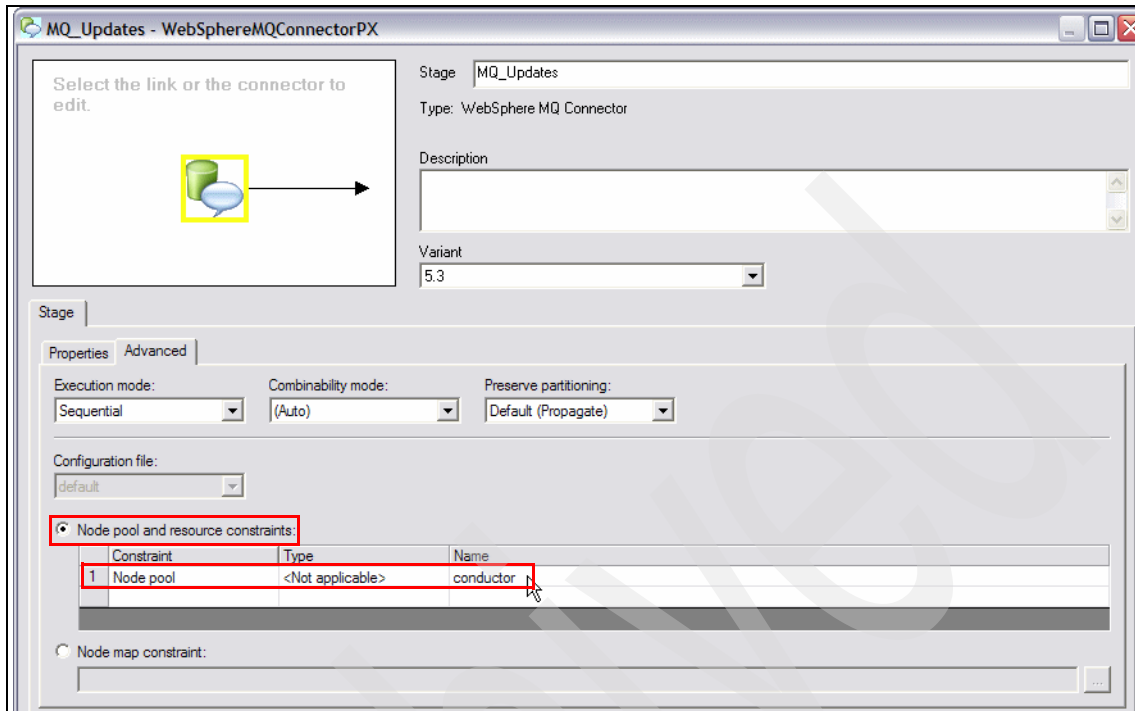 MQ_Updates - WebSphereMQConnectorPX
Select the link or the connector to
edit.
Stage MQ_Updates
Type: WebSphere MQ Connector
Description
Variant
5.3
Stage
Properties Advanced
Execution mode: Combinability mode: Preserve partitioning:
Sequential (Auto) Default (Propagate)
Configuration file:
default
Node pool and resource constraints:
Constraint Type Name
1 Node pool <Not applicable> conductor
Node map constraint:
...